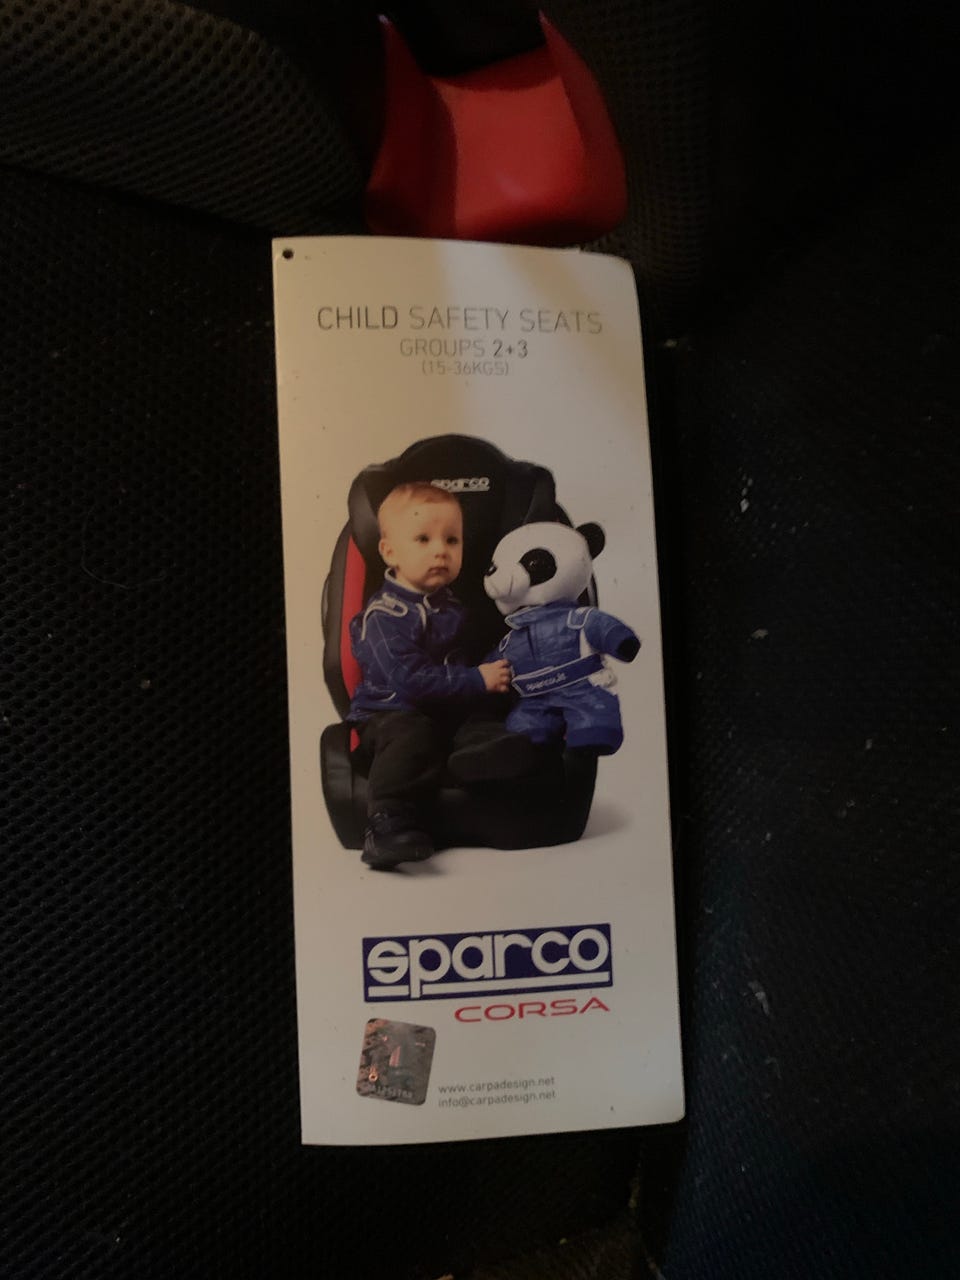 CHILD SAFETY SEATS
GROUPS 2+3
(15-36KGS)
sparco
sparco
CORSA
www.carpadesign.net
info@carpadesign.net